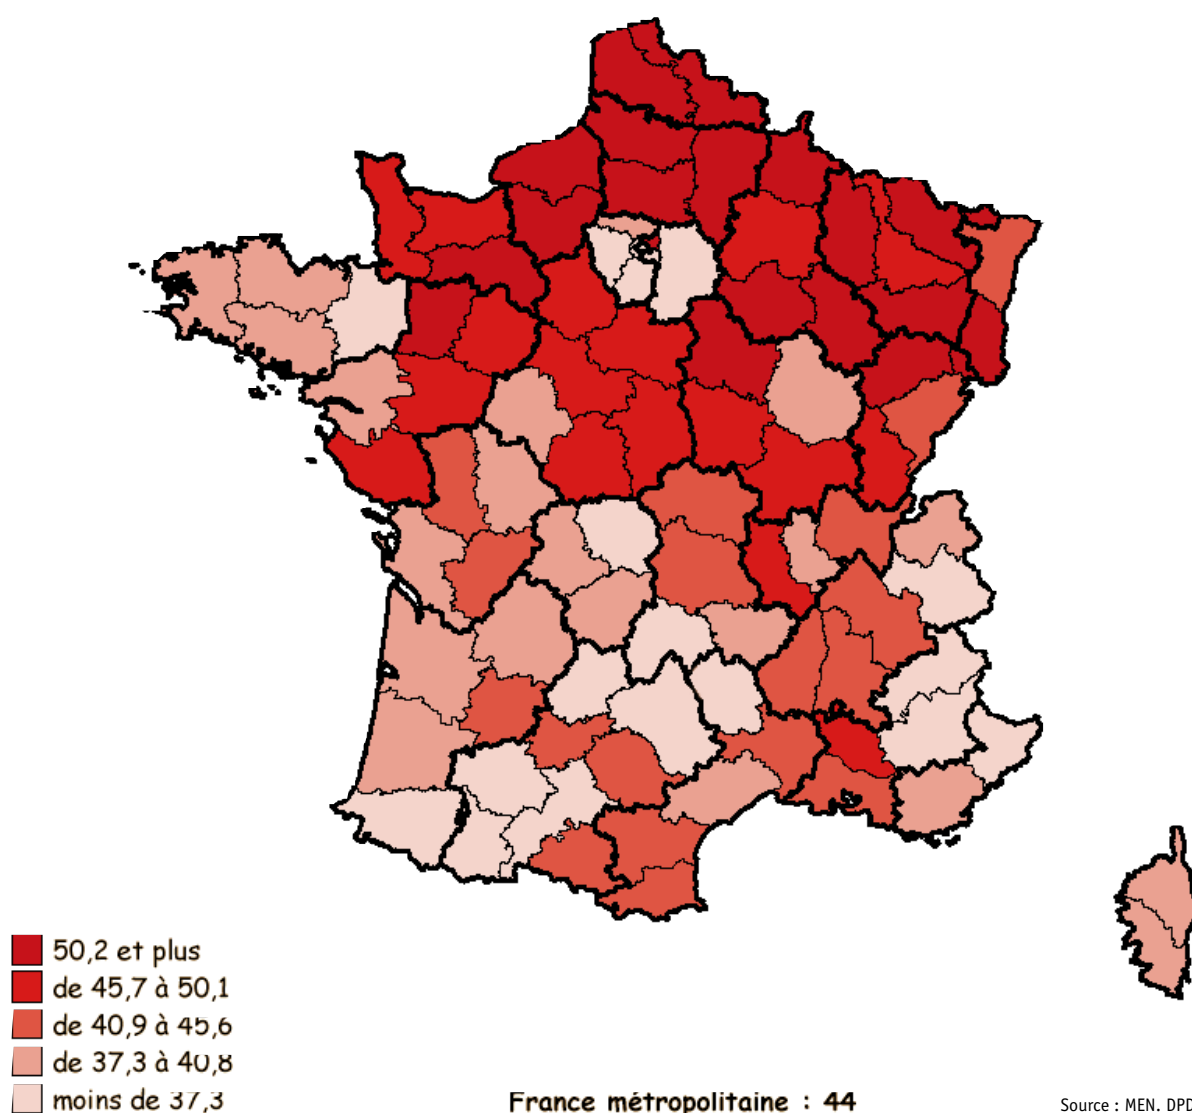 50,2 et plus
de 45,7 à 50,1
de 40,9 à 45,6
de 37,3 à 40,8
moins de 37,3
France métropolitaine : 44
Source : MEN. DPD